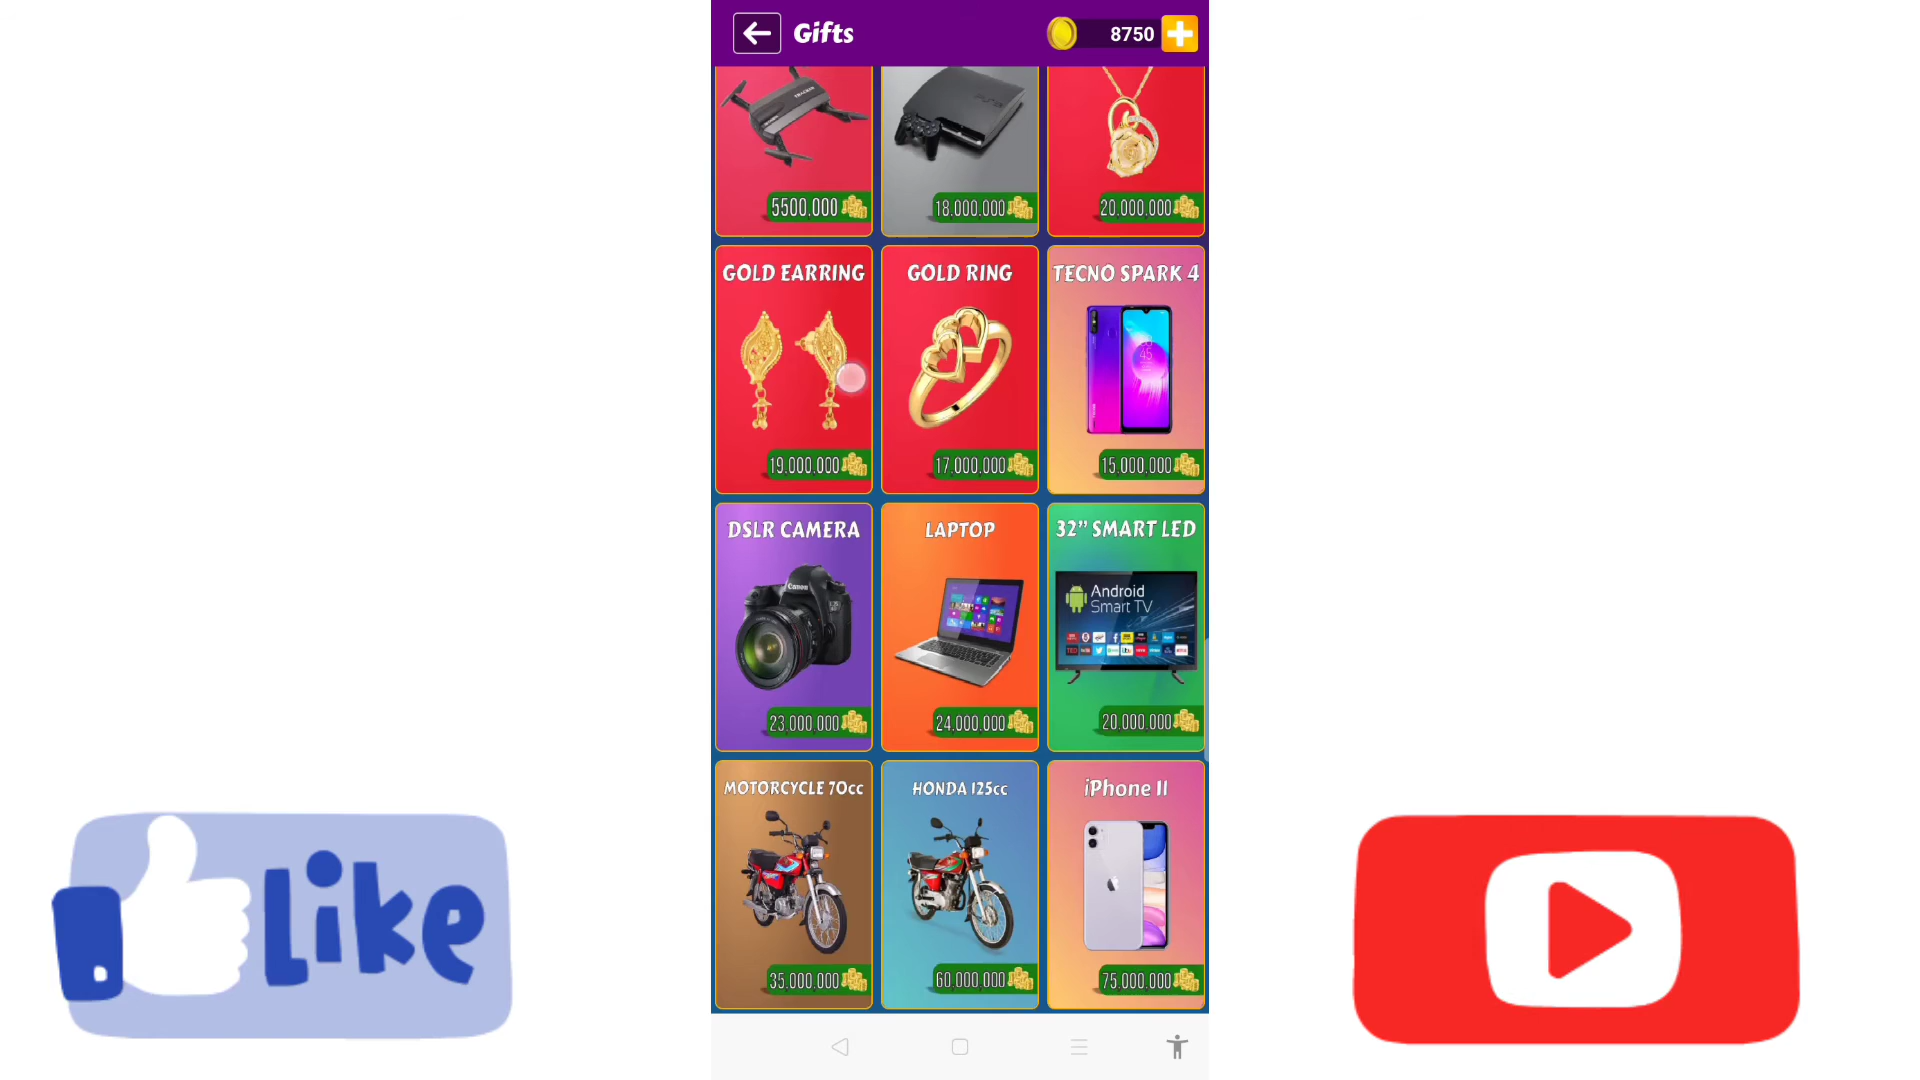 Gifts
8750
5500.000
18.000.000
20.000.000
GOLD EARRING
GOLD RING
TECNO SPARK 4
19.000.000
17,000.000
15.000.000
DSLR CAMERA
LAPTOP
32” SMART LED
Canon
Android
Smart TV
23,000,000
24,000,000
20,000,000
MOTORCYCLE 70cc
HONDA 125cc
iPhone 11
35,000,000
60,000,000
75,000,000
Like